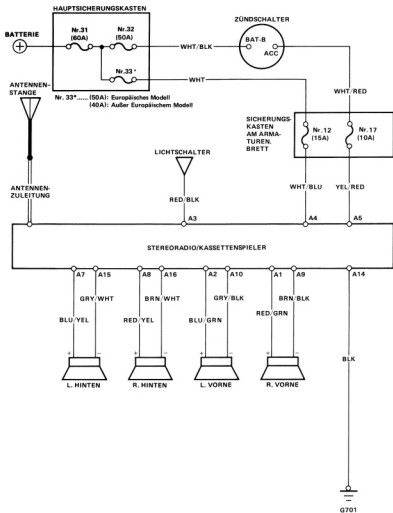 HAUPTSICHERUNGSKASTEN
BATTERIE
Nr.31
(60A)
Nr.32
(50A)
Nr.33*
Nr. 33*...... (50A): Europäisches Modell
(40A): Außer Europäischem Modell
ZÜNDSCHALTER
BAT-B
ACC
WHT/BLK
WHT
WHT/RED
ANTENNEN-
STANGE
LICHTSCHALTER
SICHERUNGS-
KASTEN
AM ARMA-
TUREN.
BRETT
Nr.12
(15A)
Nr.17
(10A)
ANTENNEN-
ZULEITUNG
RED/BLK
WHT/BLU
YEL/RED
A3
A4
A5
STEREORADIO/KASSETTENSPIELER
A7
A15
A8
A16
A2
A10
A1
A9
A14
GRY/WHT
BRN/WHT
GRY/BLK
BRN/BLK
BLU/YEL
RED/YEL
BLU/GRN
RED/GRN
BLK
+ −
+ −
+ −
+ −
L. HINTEN
R. HINTEN
L. VORNE
R. VORNE
G701